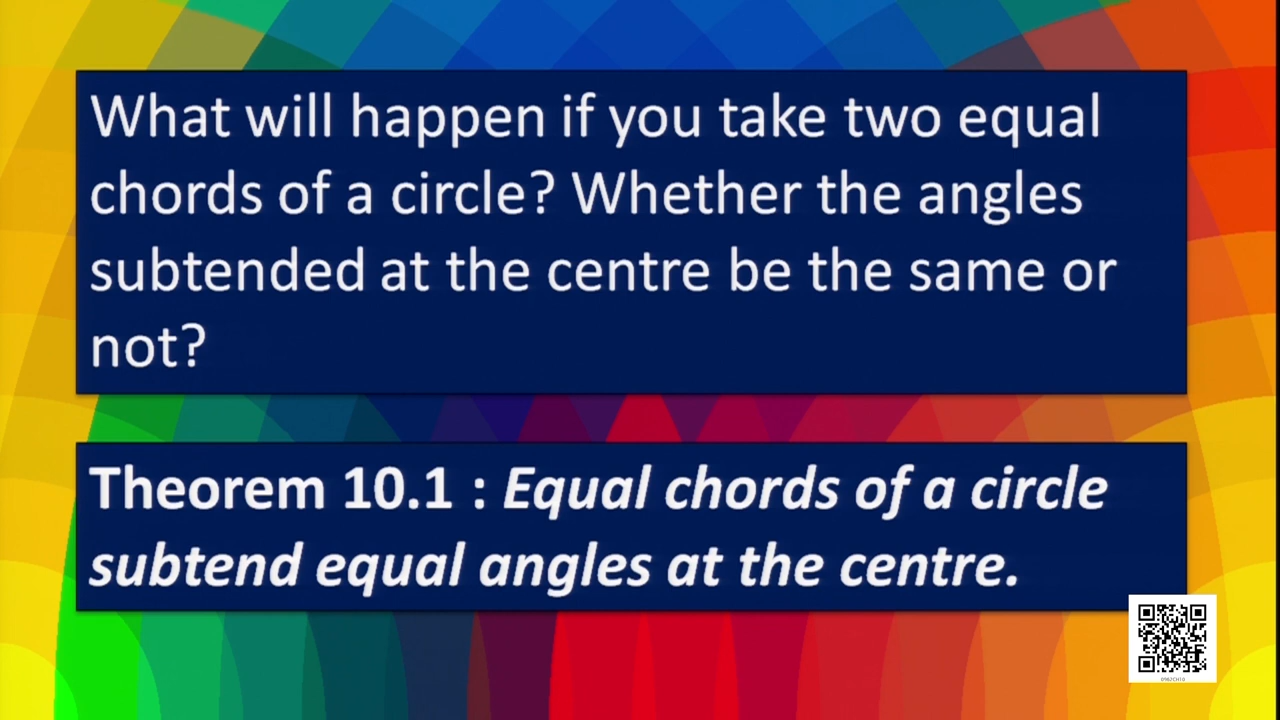 What will happen if you take two equal
chords of a circle? Whether the angles
subtended at the centre be the same or
not?
Theorem 10.1 : Equal chords of a circle
subtend equal angles at the centre.
0962CH10